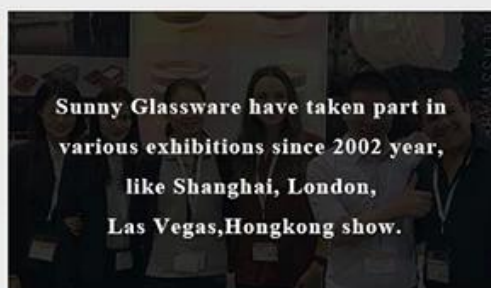 Sunny Glassware have taken part in
various exhibitions since 2002 year,
like Shanghai, London,
Las Vegas,Hongkong show.